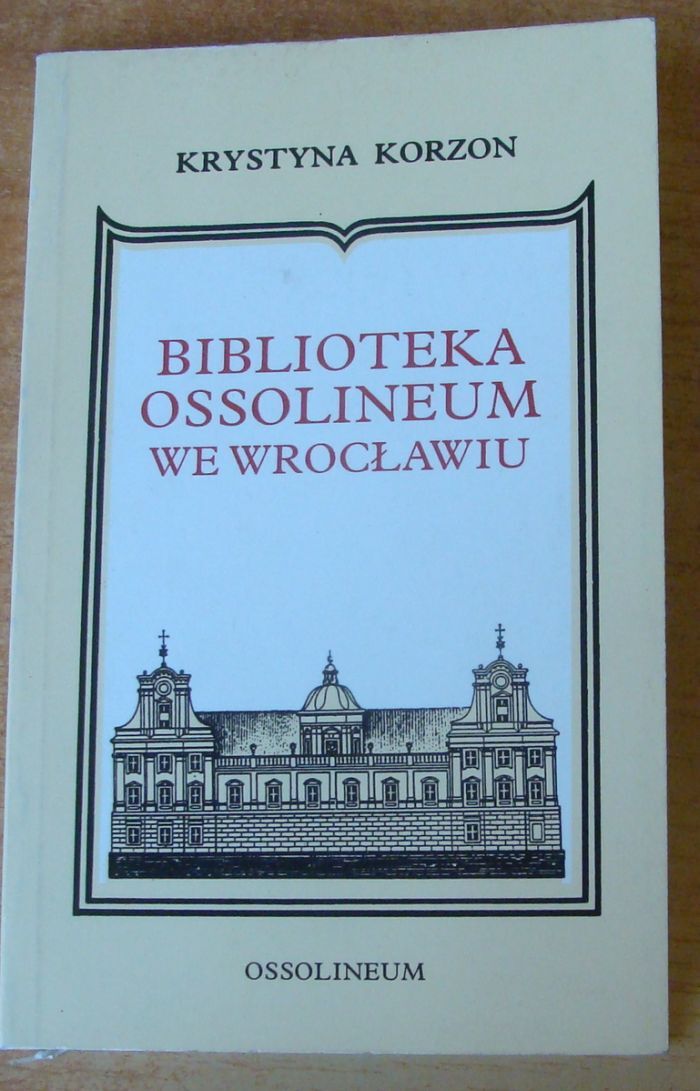 KRYSTYNA KORZON
BIBLIOTEKA
OSSOLINEUM
WE WROCŁAWIU
OSSOLINEUM